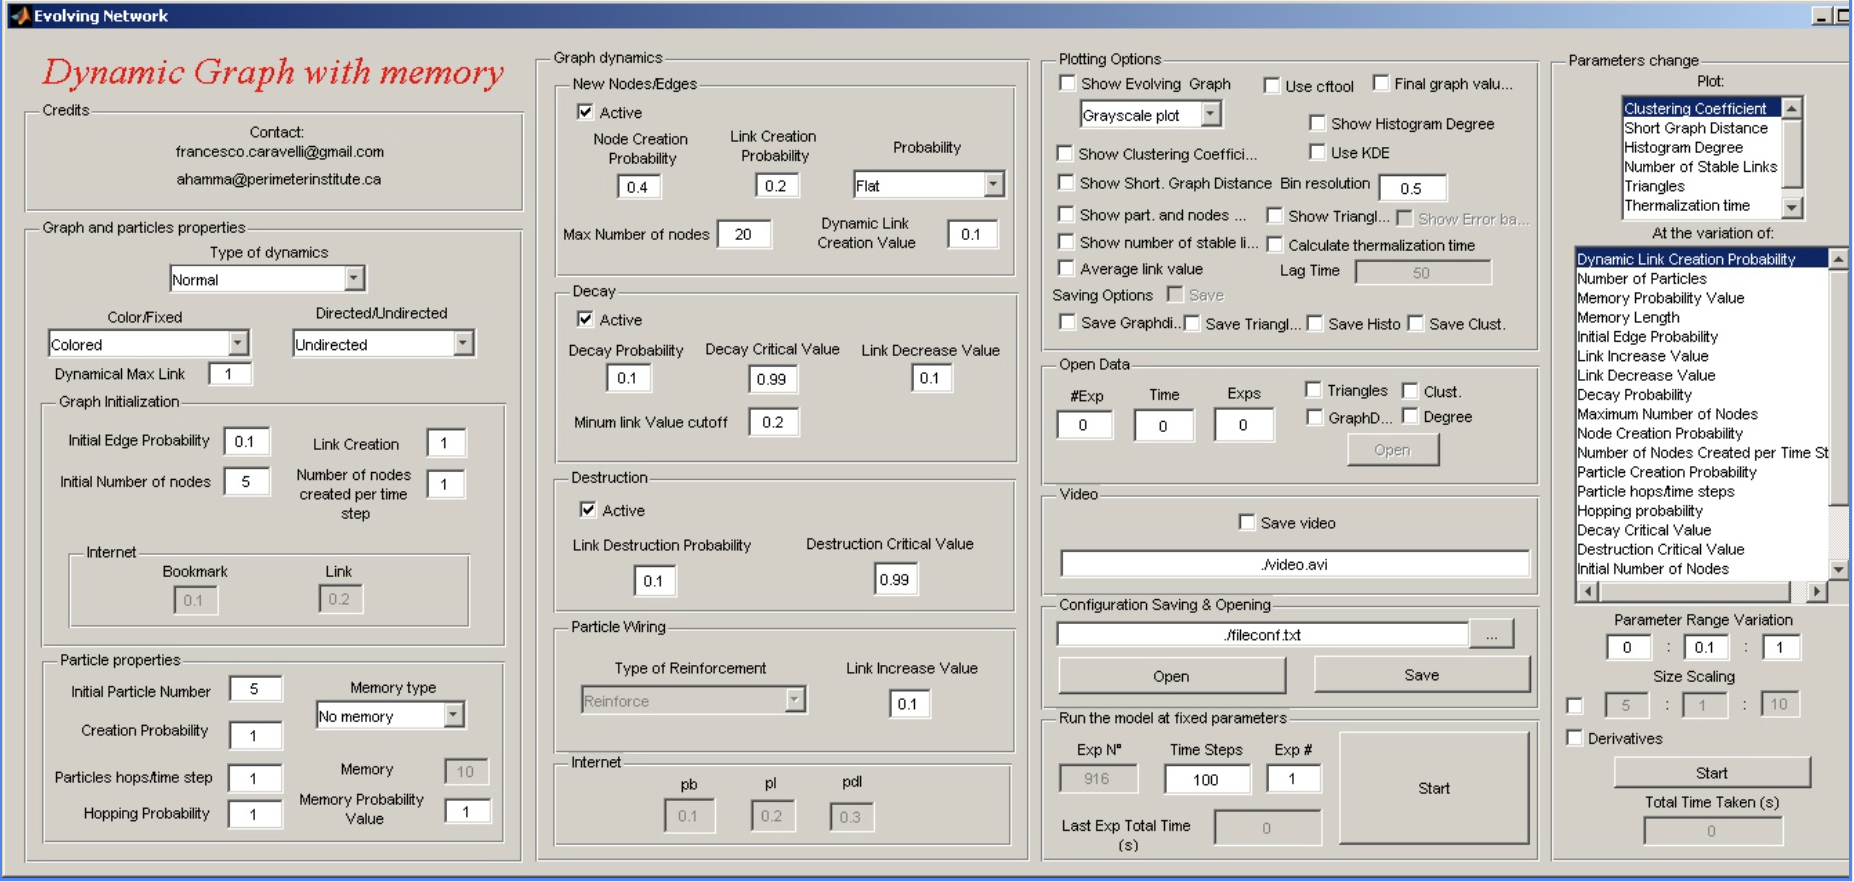 Evolving Network
Dynamic Graph with memory
Credits
Contact:
francesco.caravelli@gmail.com
ahamma@perimeterinstitute.ca
Graph and particles properties
Type of dynamics
Normal
Color/Fixed
Directed/Undirected
Colored
Undirected
Dynamical Max Link
1
Graph Initialization
Initial Edge Probability
0.1
Link Creation
1
Initial Number of nodes
5
Number of nodes
created per time
step
1
Internet
Bookmark
Link
0.1
0.2
Particle properties
Initial Particle Number
5
Memory type
No memory
Creation Probability
1
Particles hops/time step
1
Memory
10
Hopping Probability
1
Memory Probability
Value
1
Graph dynamics
New Nodes/Edges
Active
Node Creation
Probability
0.4
Link Creation
Probability
0.2
Probability
Flat
Max Number of nodes
20
Dynamic Link
Creation Value
0.1
Decay
Active
Decay Probability
Decay Critical Value
Link Decrease Value
0.1
0.99
0.1
Minum link Value cutoff
0.2
Destruction
Active
Link Destruction Probability
Destruction Critical Value
0.1
0.99
Particle Wiring
Type of Reinforcement
Link Increase Value
Reinforce
0.1
Internet
pb
pl
pdl
0.1
0.2
0.3
Plotting Options
Show Evolving Graph
Use cftool
Final graph valu...
Grayscale plot
Show Histogram Degree
Show Clustering Coeffici...
Use KDE
Show Short. Graph Distance
Bin resolution
0.5
Show part. and nodes ...
Show Triangl...
Show Error ba...
Show number of stable li...
Calculate thermalization time
Average link value
Lag Time
50
Saving Options
Save
Save Graphdi...
Save Triangl...
Save Histo
Save Clust.
Open Data
#Exp
Time
Exps
0
0
0
Triangles
Clust.
GraphD...
Degree
Open
Video
Save video
./video.avi
Configuration Saving & Opening
./fileconf.txt
...
Open
Save
Run the model at fixed parameters
Exp N°
Time Steps
Exp #
916
100
1
Start
Last Exp Total Time
(s)
0
Parameters change
Plot:
Clustering Coefficient
Short Graph Distance
Histogram Degree
Number of Stable Links
Triangles
Thermalization time
At the variation of:
Dynamic Link Creation Probability
Number of Particles
Memory Probability Value
Memory Length
Initial Edge Probability
Link Increase Value
Link Decrease Value
Decay Probability
Maximum Number of Nodes
Node Creation Probability
Number of Nodes Created per Time St
Particle Creation Probability
Particle hops/time steps
Hopping probability
Decay Critical Value
Destruction Critical Value
Initial Number of Nodes
Parameter Range Variation
0 : 0.1 : 1
Size Scaling
5 : 1 : 10
Derivatives
Start
Total Time Taken (s)
0